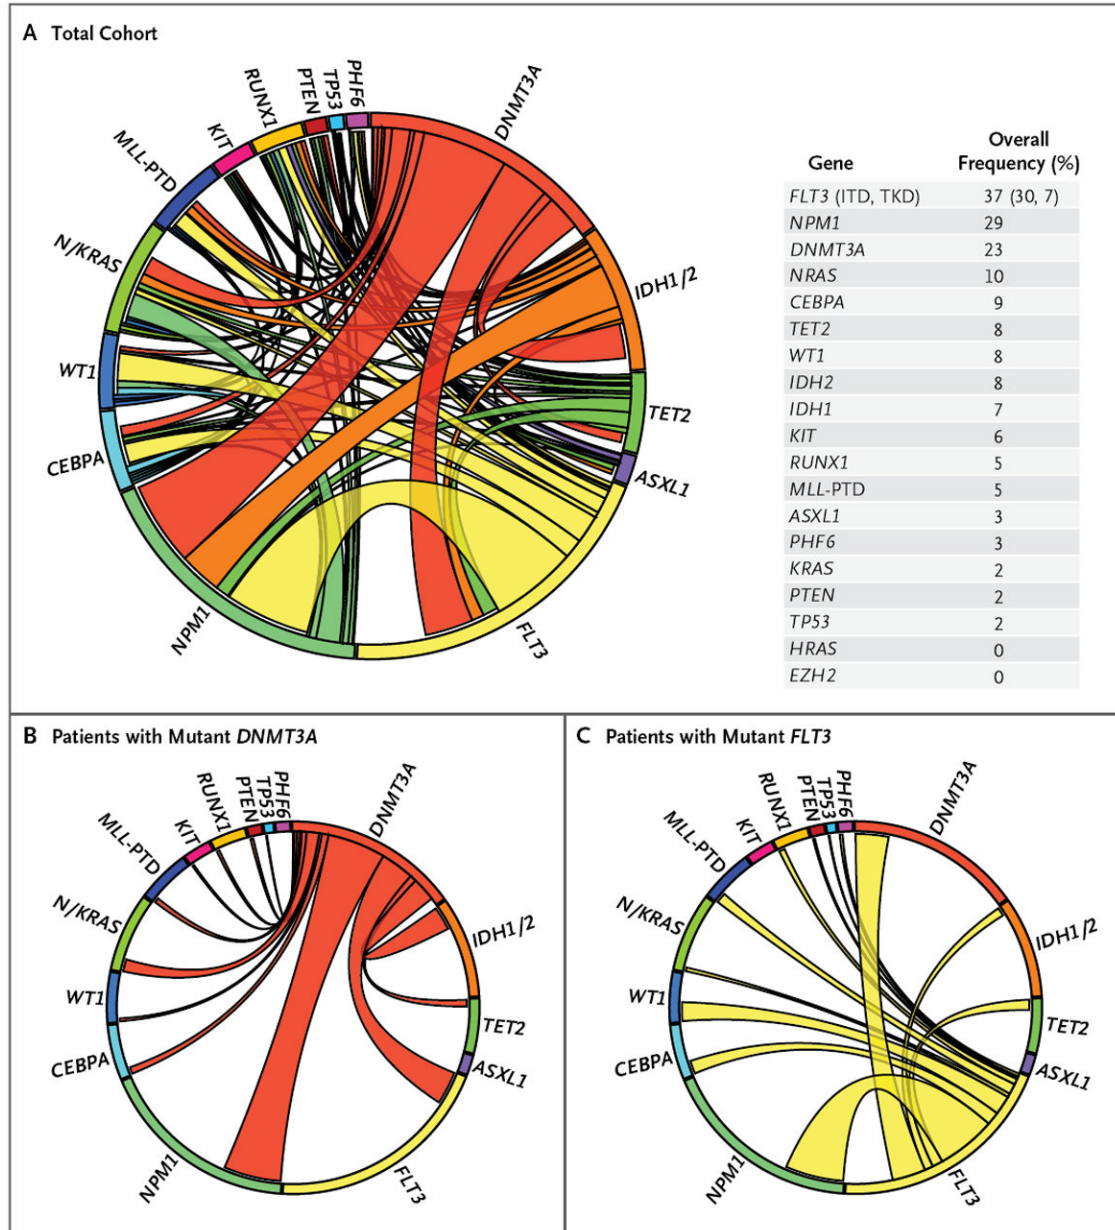 A Total Cohort
PHF6
TP53
PTEN
RUNX1
KIT
MLL-PTD
N/KRAS
WT1
CEBPA
NPM1
FLT3
ASXL1
TET2
IDH1/2
DNMT3A
Gene Overall Frequency (%)
FLT3 (ITD, TKD) 37 (30, 7)
NPM1 29
DNMT3A 23
NRAS 10
CEBPA 9
TET2 8
WT1 8
IDH2 8
IDH1 7
KIT 6
RUNX1 5
MLL-PTD 5
ASXL1 3
PHF6 3
KRAS 2
PTEN 2
TP53 2
HRAS 0
EZH2 0
B Patients with Mutant DNMT3A
PHF6
TP53
PTEN
RUNX1
KIT
MLL-PTD
N/KRAS
WT1
CEBPA
NPM1
FLT3
ASXL1
TET2
IDH1/2
DNMT3A
C Patients with Mutant FLT3
PHF6
TP53
PTEN
RUNX1
KIT
MLL-PTD
N/KRAS
WT1
CEBPA
NPM1
FLT3
ASXL1
TET2
IDH1/2
DNMT3A